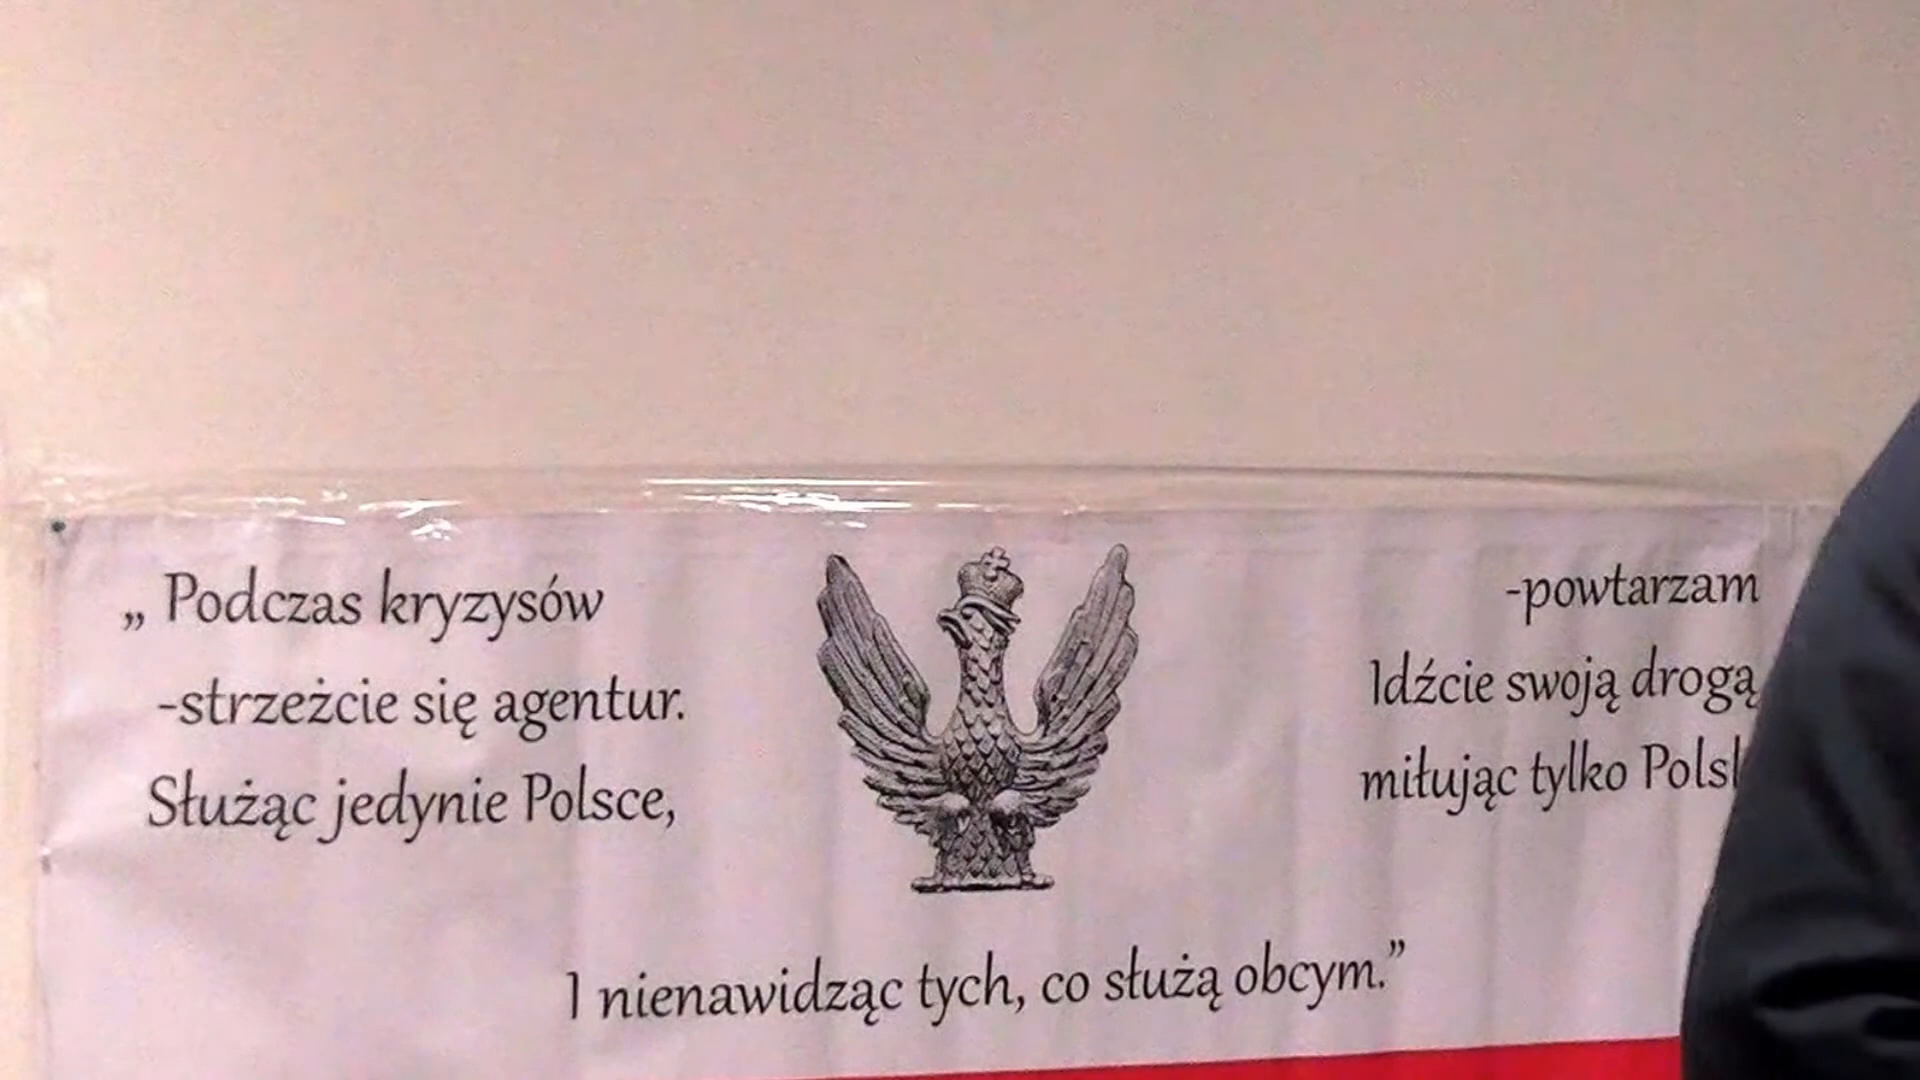 „ Podczas kryzysów
-powtarzam
-strzeżcie się agentur.
Idźcie swoją drogą
Służąc jedynie Polsce,
miłując tylko
I nienawidząc tych, co służą obcym.”